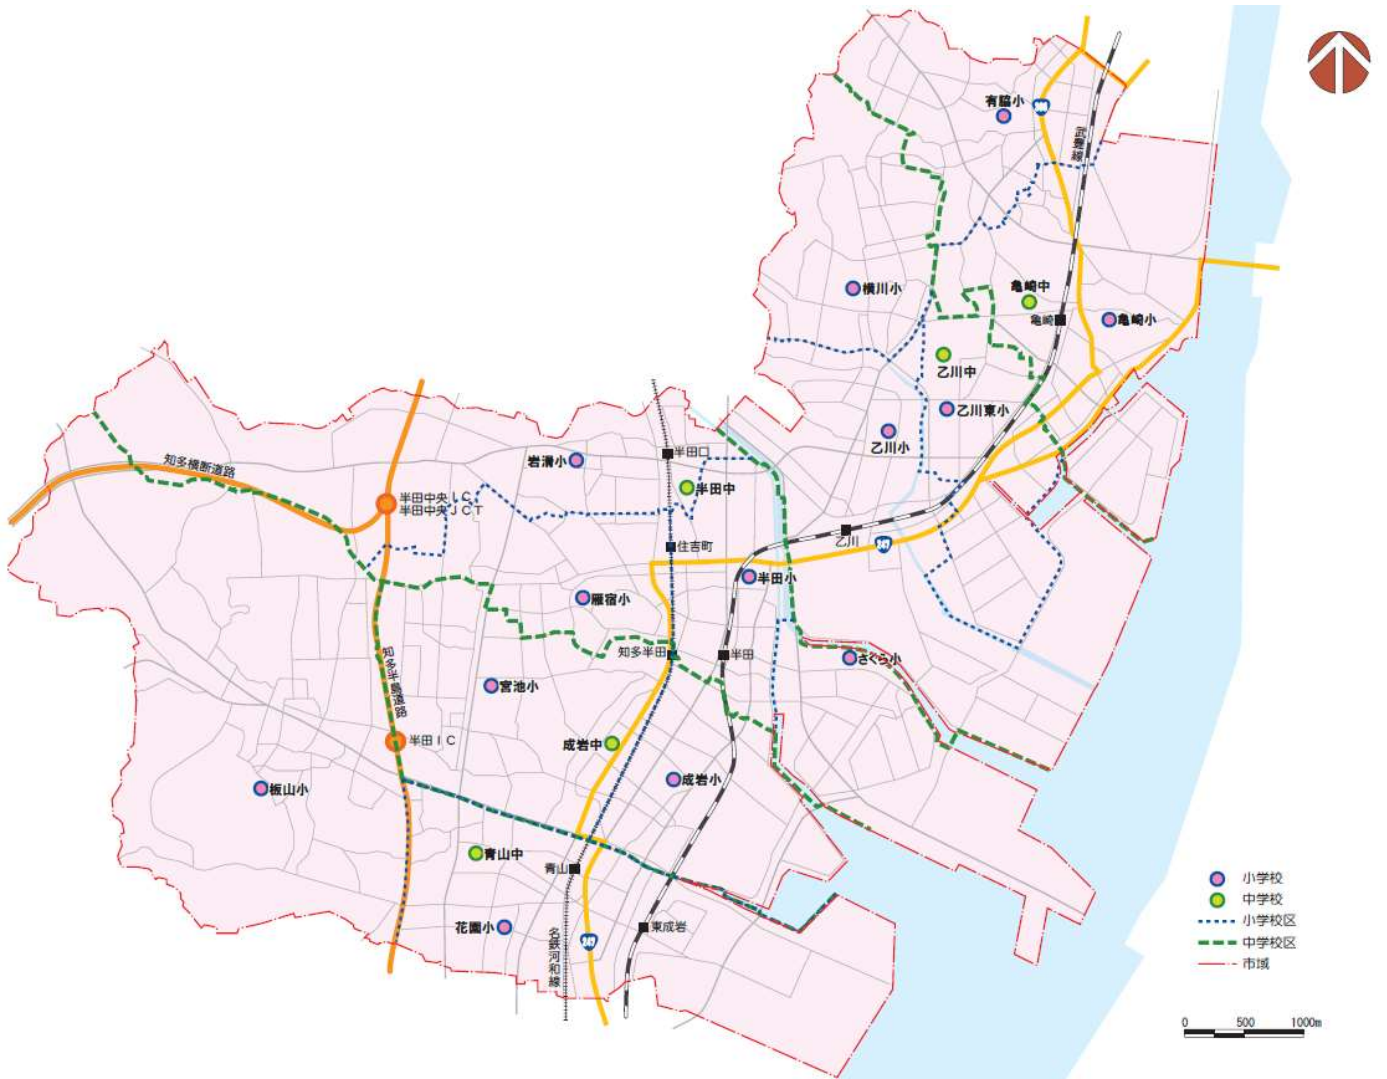 有脇小
366
武豊線
横川小
亀崎中
亀崎
亀崎小
乙川中
乙川東小
乙川小
知多横断道路
岩滑小
半田口
半田中
半田中央ＩＣ
半田中央ＪＣＴ
住吉町
乙川
247
半田小
雁宿小
知多半田
半田
さくら小
知多半島道路
宮池小
半田ＩＣ
成岩中
成岩小
板山小
青山中
青山
花園小
名鉄河和線
247
東成岩
小学校
中学校
小学校区
中学校区
市域
0 500 1000m